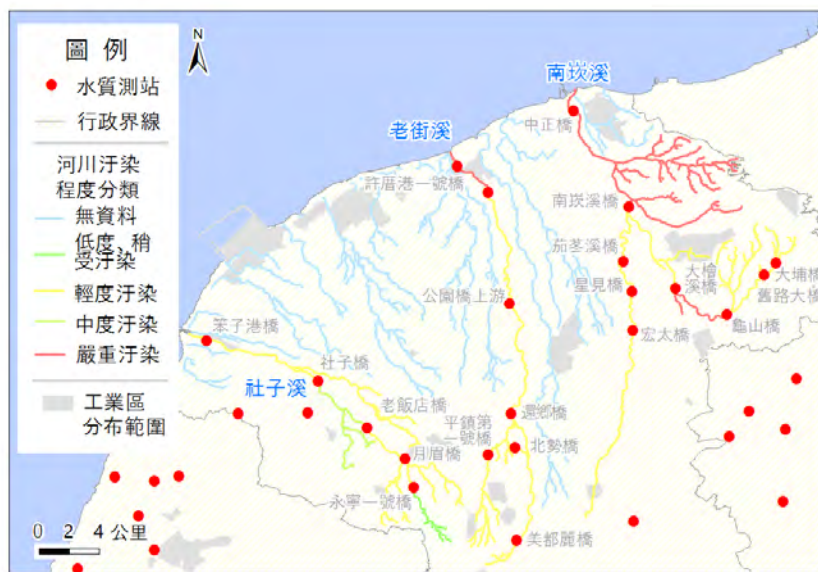 圖 例
水質測站
行政界線
河川汙染
程度分類
無資料
低度、稍
受汙染
輕度汙染
中度汙染
嚴重汙染
工業區
分布範圍
0 2 4 公里
N
南崁溪
中正橋
老街溪
許厝港一號橋
南崁溪橋
茄苳溪橋
星見橋
大檜
溪橋
大埔橋
舊路大橋
龜山橋
公園橋上游
宏太橋
笨子港橋
社子橋
社子溪
老飯店橋
平鎮第
一號橋
還鄉橋
北勢橋
月眉橋
永寧一號橋
美都麗橋